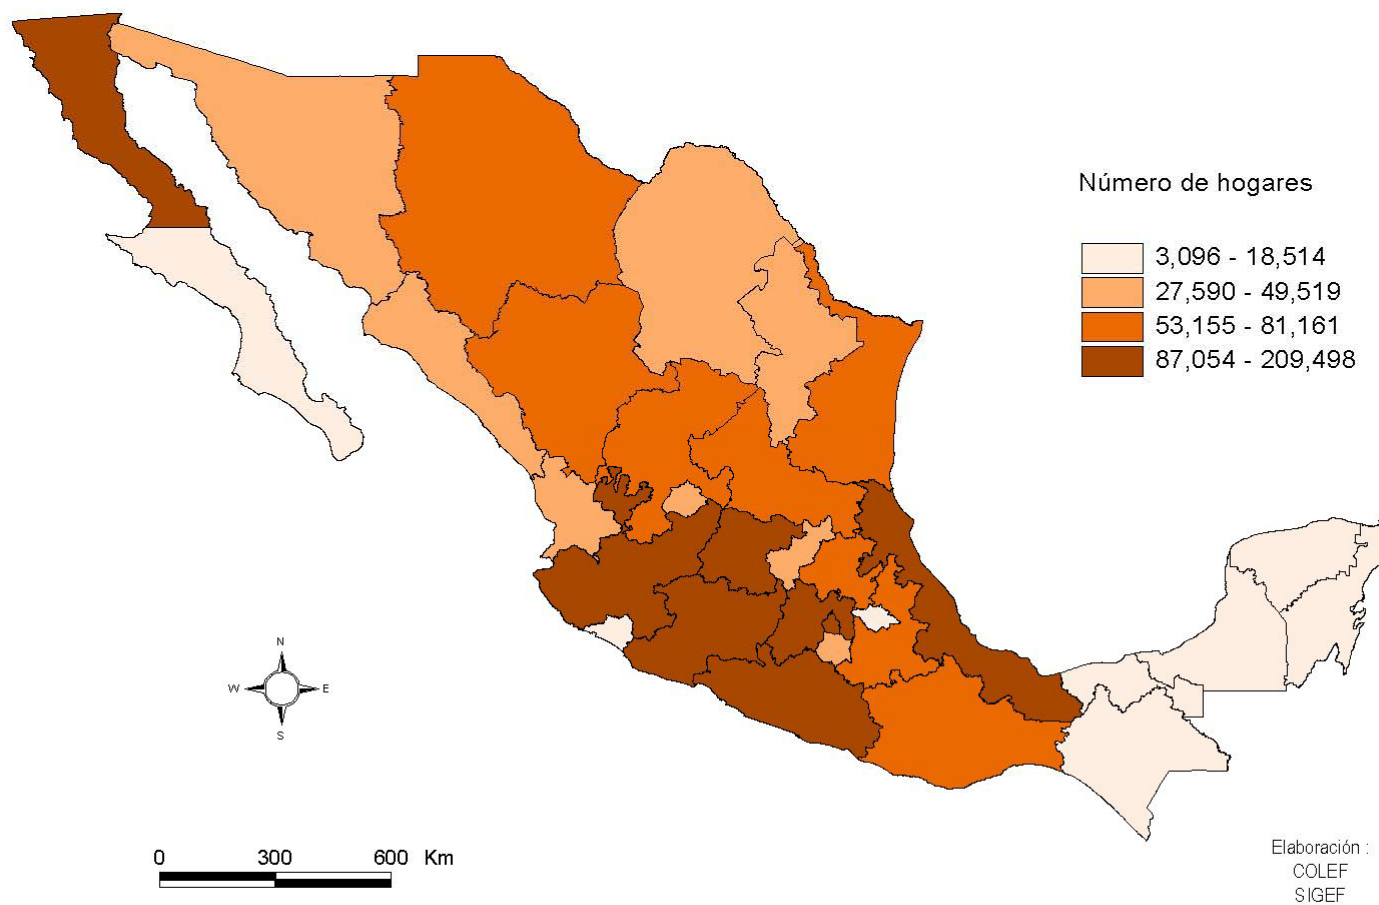 Número de hogares
3,096 - 18,514
27,590 - 49,519
53,155 - 81,161
87,054 - 209,498
N
W E
S
0 300 600 Km
Elaboración :
COLEF
SIGEF